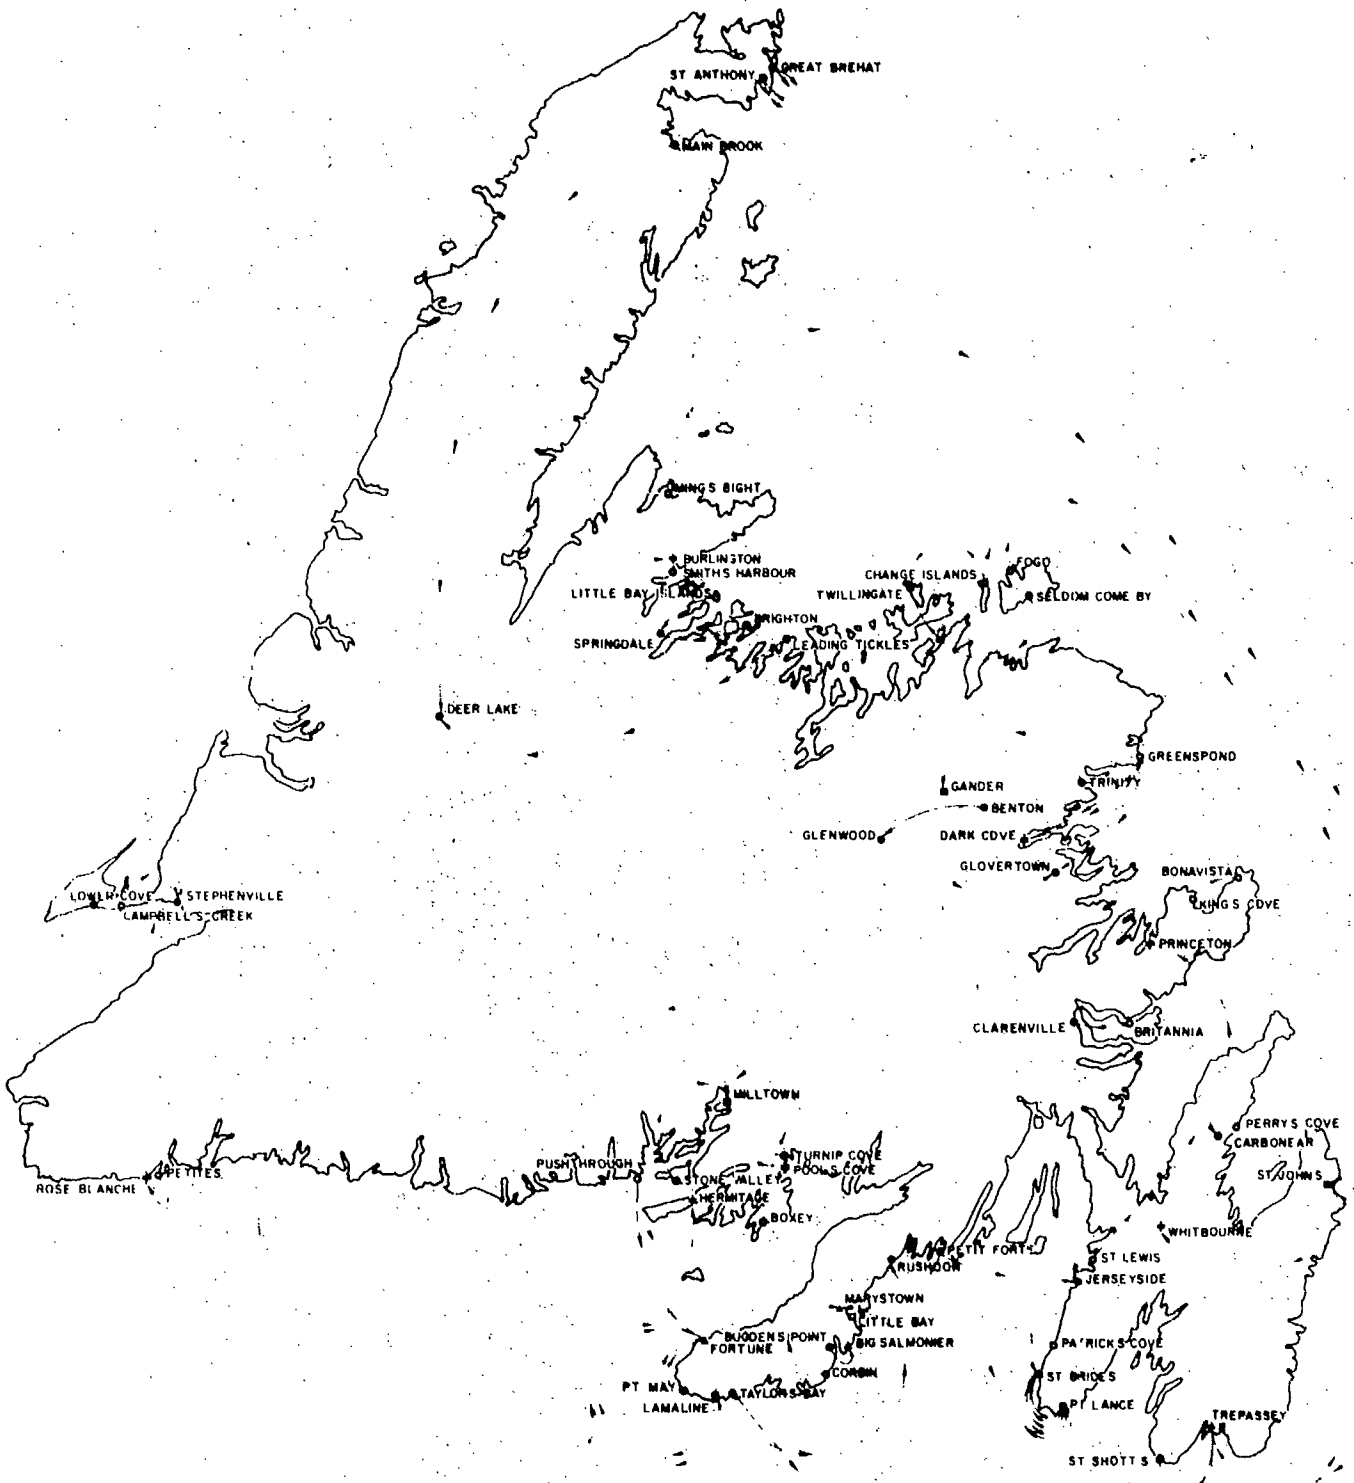 GREAT BREHAT
ST ANTHONY
MAIN BROOK
MINGS BIGHT
BURLINGTON
SMITHS HARBOUR
LITTLE BAY ISLANDS
CHANGE ISLANDS
FOGO
TWILLINGATE
SELDOM COME BY
BRIGHTON
SPRINGDALE
LEADING TICKLES
DEER LAKE
GREENSPOND
TRINITY
GANDER
BENTON
GLENWOOD
DARK COVE
GLOVERTOWN
BONAVISTA
LOWER COVE
STEPHENVILLE
KINGS COVE
LAMPBELL'S CREEK
PRINCETON
CLARENVILLE
BRITANNIA
MILLTOWN
PERRYS COVE
CARBONEAR
TURNIP COVE
PUSHTHROUGH
POOLS COVE
PETITES
ST JOHNS
STONE VALLEY
ROSE BLANCHE
HERMITAGE
BOXEY
WHITBOURNE
PETIT FORT
ST LEWIS
RUSHOON
JERSEYSIDE
MARYSTOWN
LITTLE BAY
BUGDENS POINT
BIG SALMONIER
PATRICKS COVE
FORTUNE
CORBIN
ST BRIDES
PT MAY
TAYLORS BAY
LAMALINE
PT LANCE
TREPASSEY
ST SHOTTS